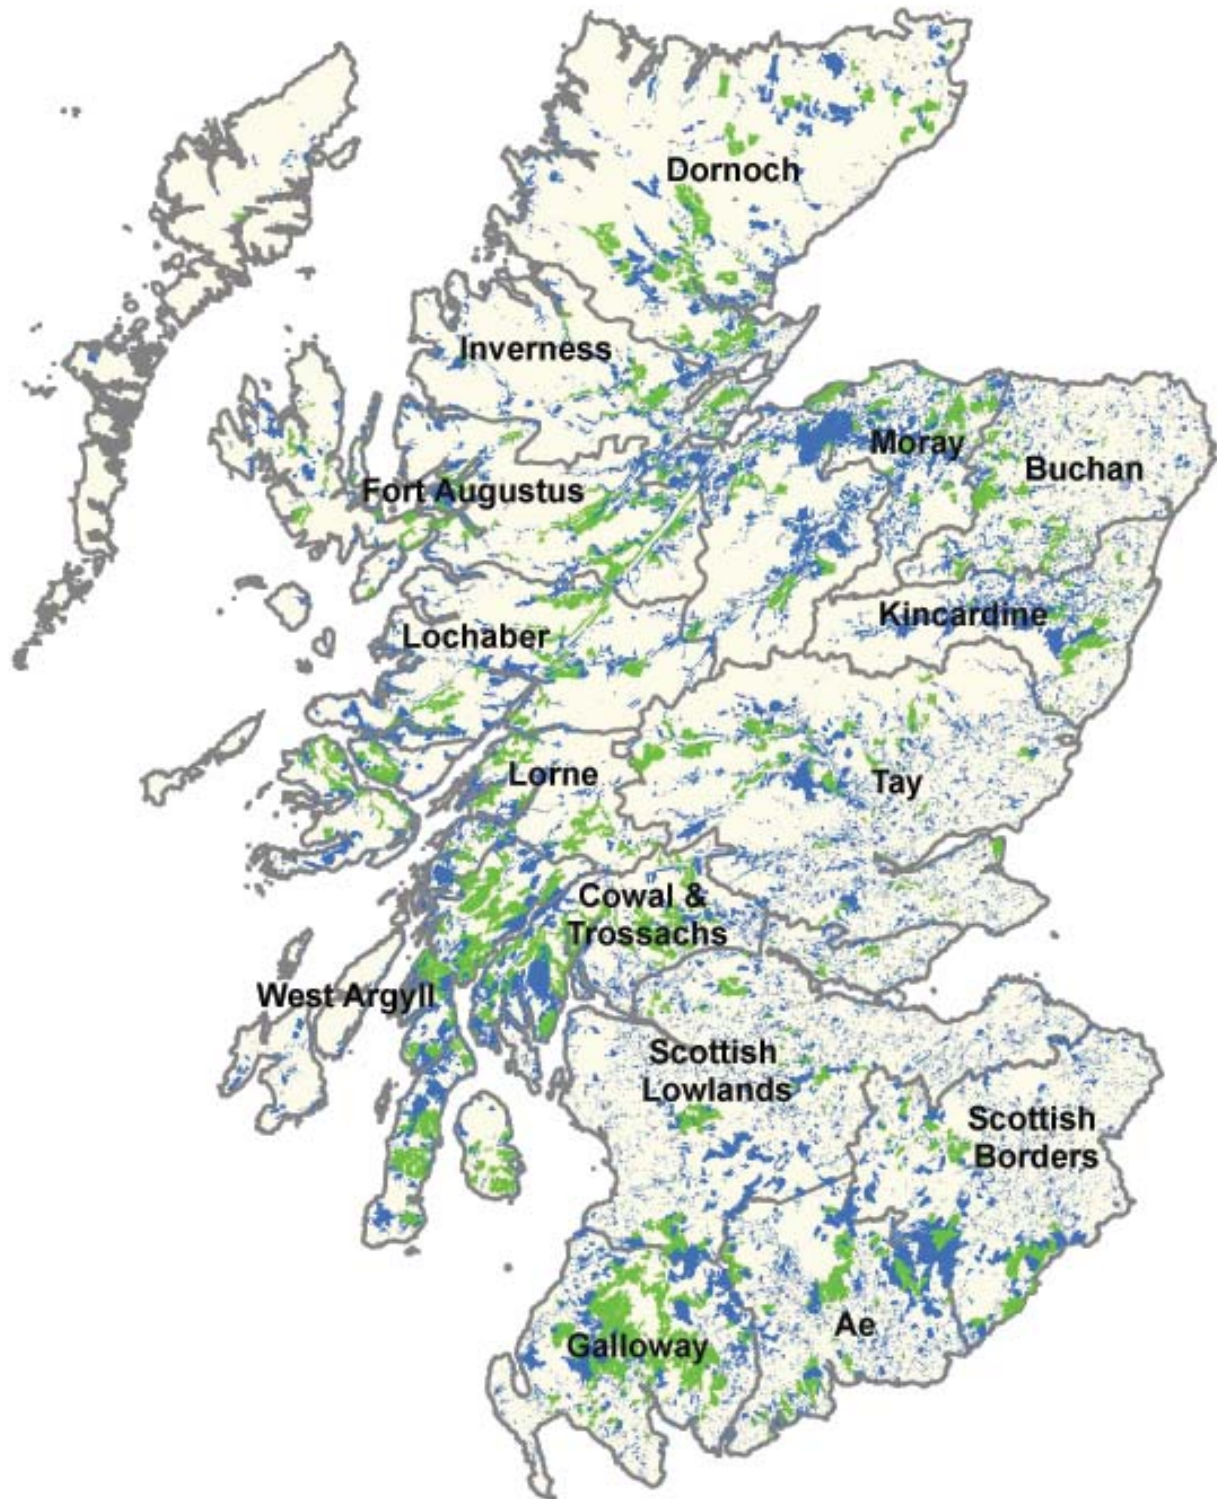 Dornoch
Inverness
Moray
Buchan
Fort Augustus
Kincardine
Lochaber
Lorne
Tay
Cowal &
Trossachs
West Argyll
Scottish
Lowlands
Scottish
Borders
Ae
Galloway